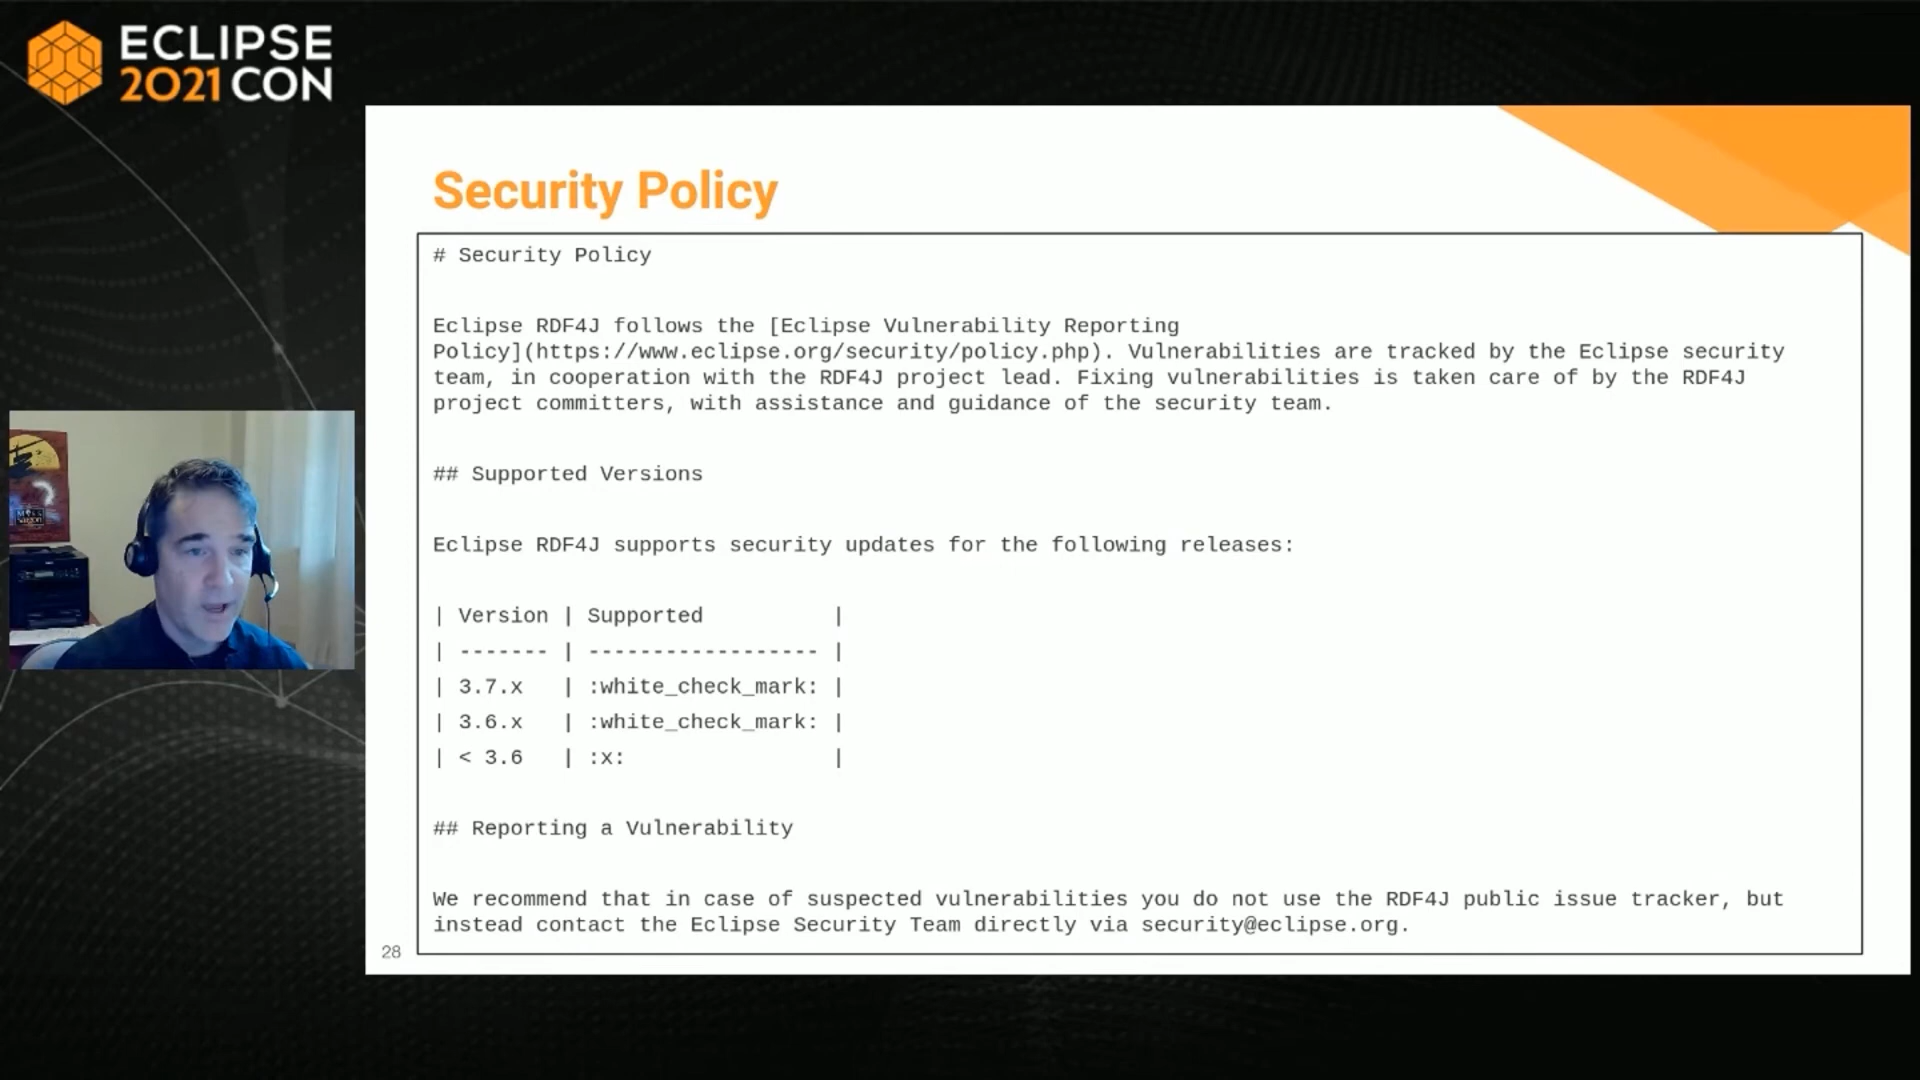 ECLIPSE
2021 CON
Security Policy
# Security Policy
Eclipse RDF4J follows the [Eclipse Vulnerability Reporting
Policy](https://www.eclipse.org/security/policy.php). Vulnerabilities are tracked by the Eclipse security
team, in cooperation with the RDF4J project lead. Fixing vulnerabilities is taken care of by the RDF4J
project committers, with assistance and guidance of the security team.
## Supported Versions
Eclipse RDF4J supports security updates for the following releases:
| Version | Supported          |
| ------- | ------------------ |
| 3.7.x   | :white_check_mark: |
| 3.6.x   | :white_check_mark: |
| < 3.6   | :x:                |
## Reporting a Vulnerability
We recommend that in case of suspected vulnerabilities you do not use the RDF4J public issue tracker, but
instead contact the Eclipse Security Team directly via security@eclipse.org.
28